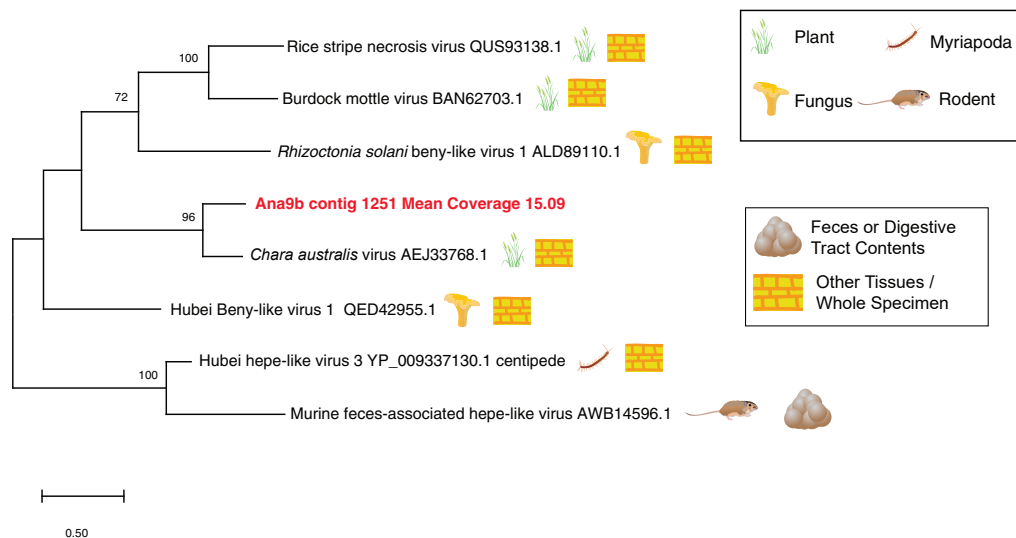 Rice stripe necrosis virus QUS93138.1
100
Burdock mottle virus BAN62703.1
72
Rhizoctonia solani beny-like virus 1 ALD89110.1
Ana9b contig 1251 Mean Coverage 15.09
96
Chara australis virus AEJ33768.1
Hubei Beny-like virus 1 QED42955.1
Hubei hepe-like virus 3 YP_009337130.1 centipede
100
Murine feces-associated hepe-like virus AWB14596.1
0.50
Plant
Myriapoda
Fungus
Rodent
Feces or Digestive
Tract Contents
Other Tissues /
Whole Specimen